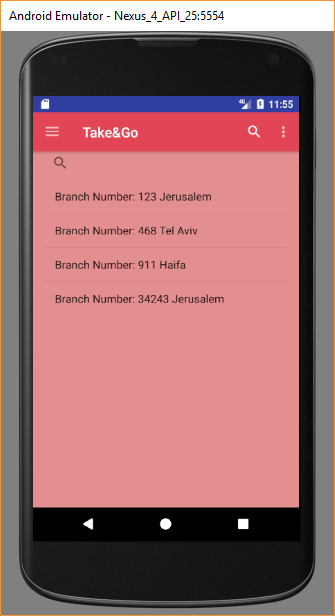 Android Emulator - Nexus_4_API_25:5554
4G 11:55
Take&Go
Branch Number: 123 Jerusalem
Branch Number: 468 Tel Aviv
Branch Number: 911 Haifa
Branch Number: 34243 Jerusalem